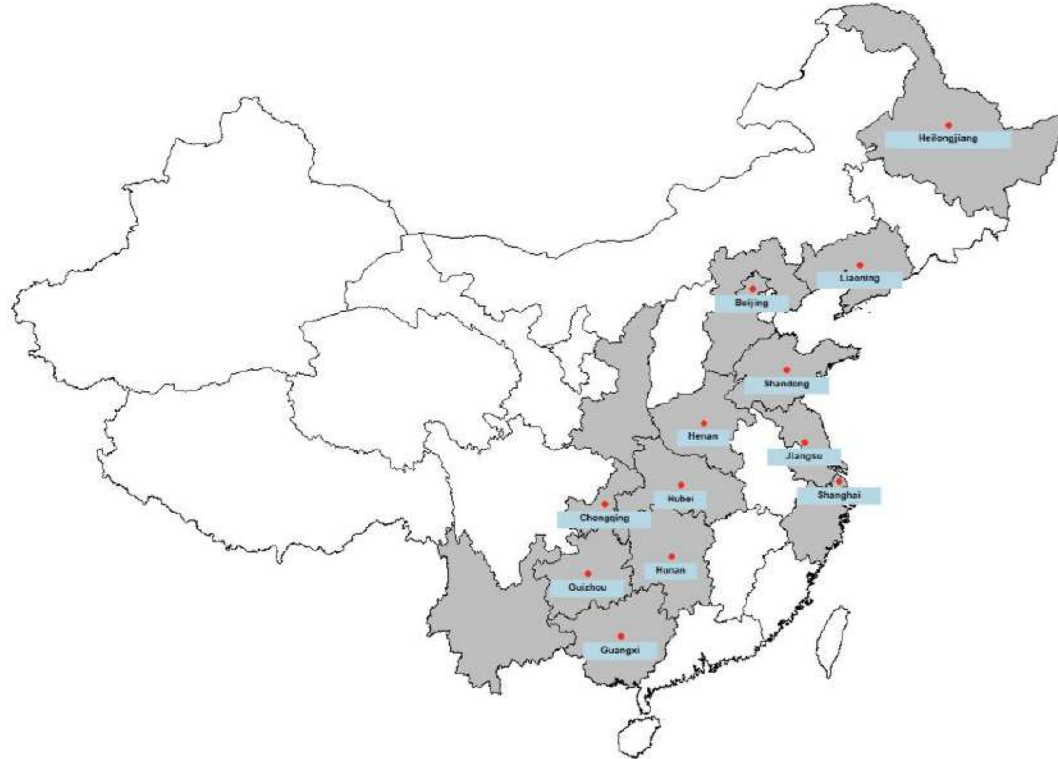 Heilongjiang
Liaoning
Beijing
Shandong
Henan
Jiangsu
Shanghai
Hubei
Chongqing
Hunan
Guizhou
Guangxi